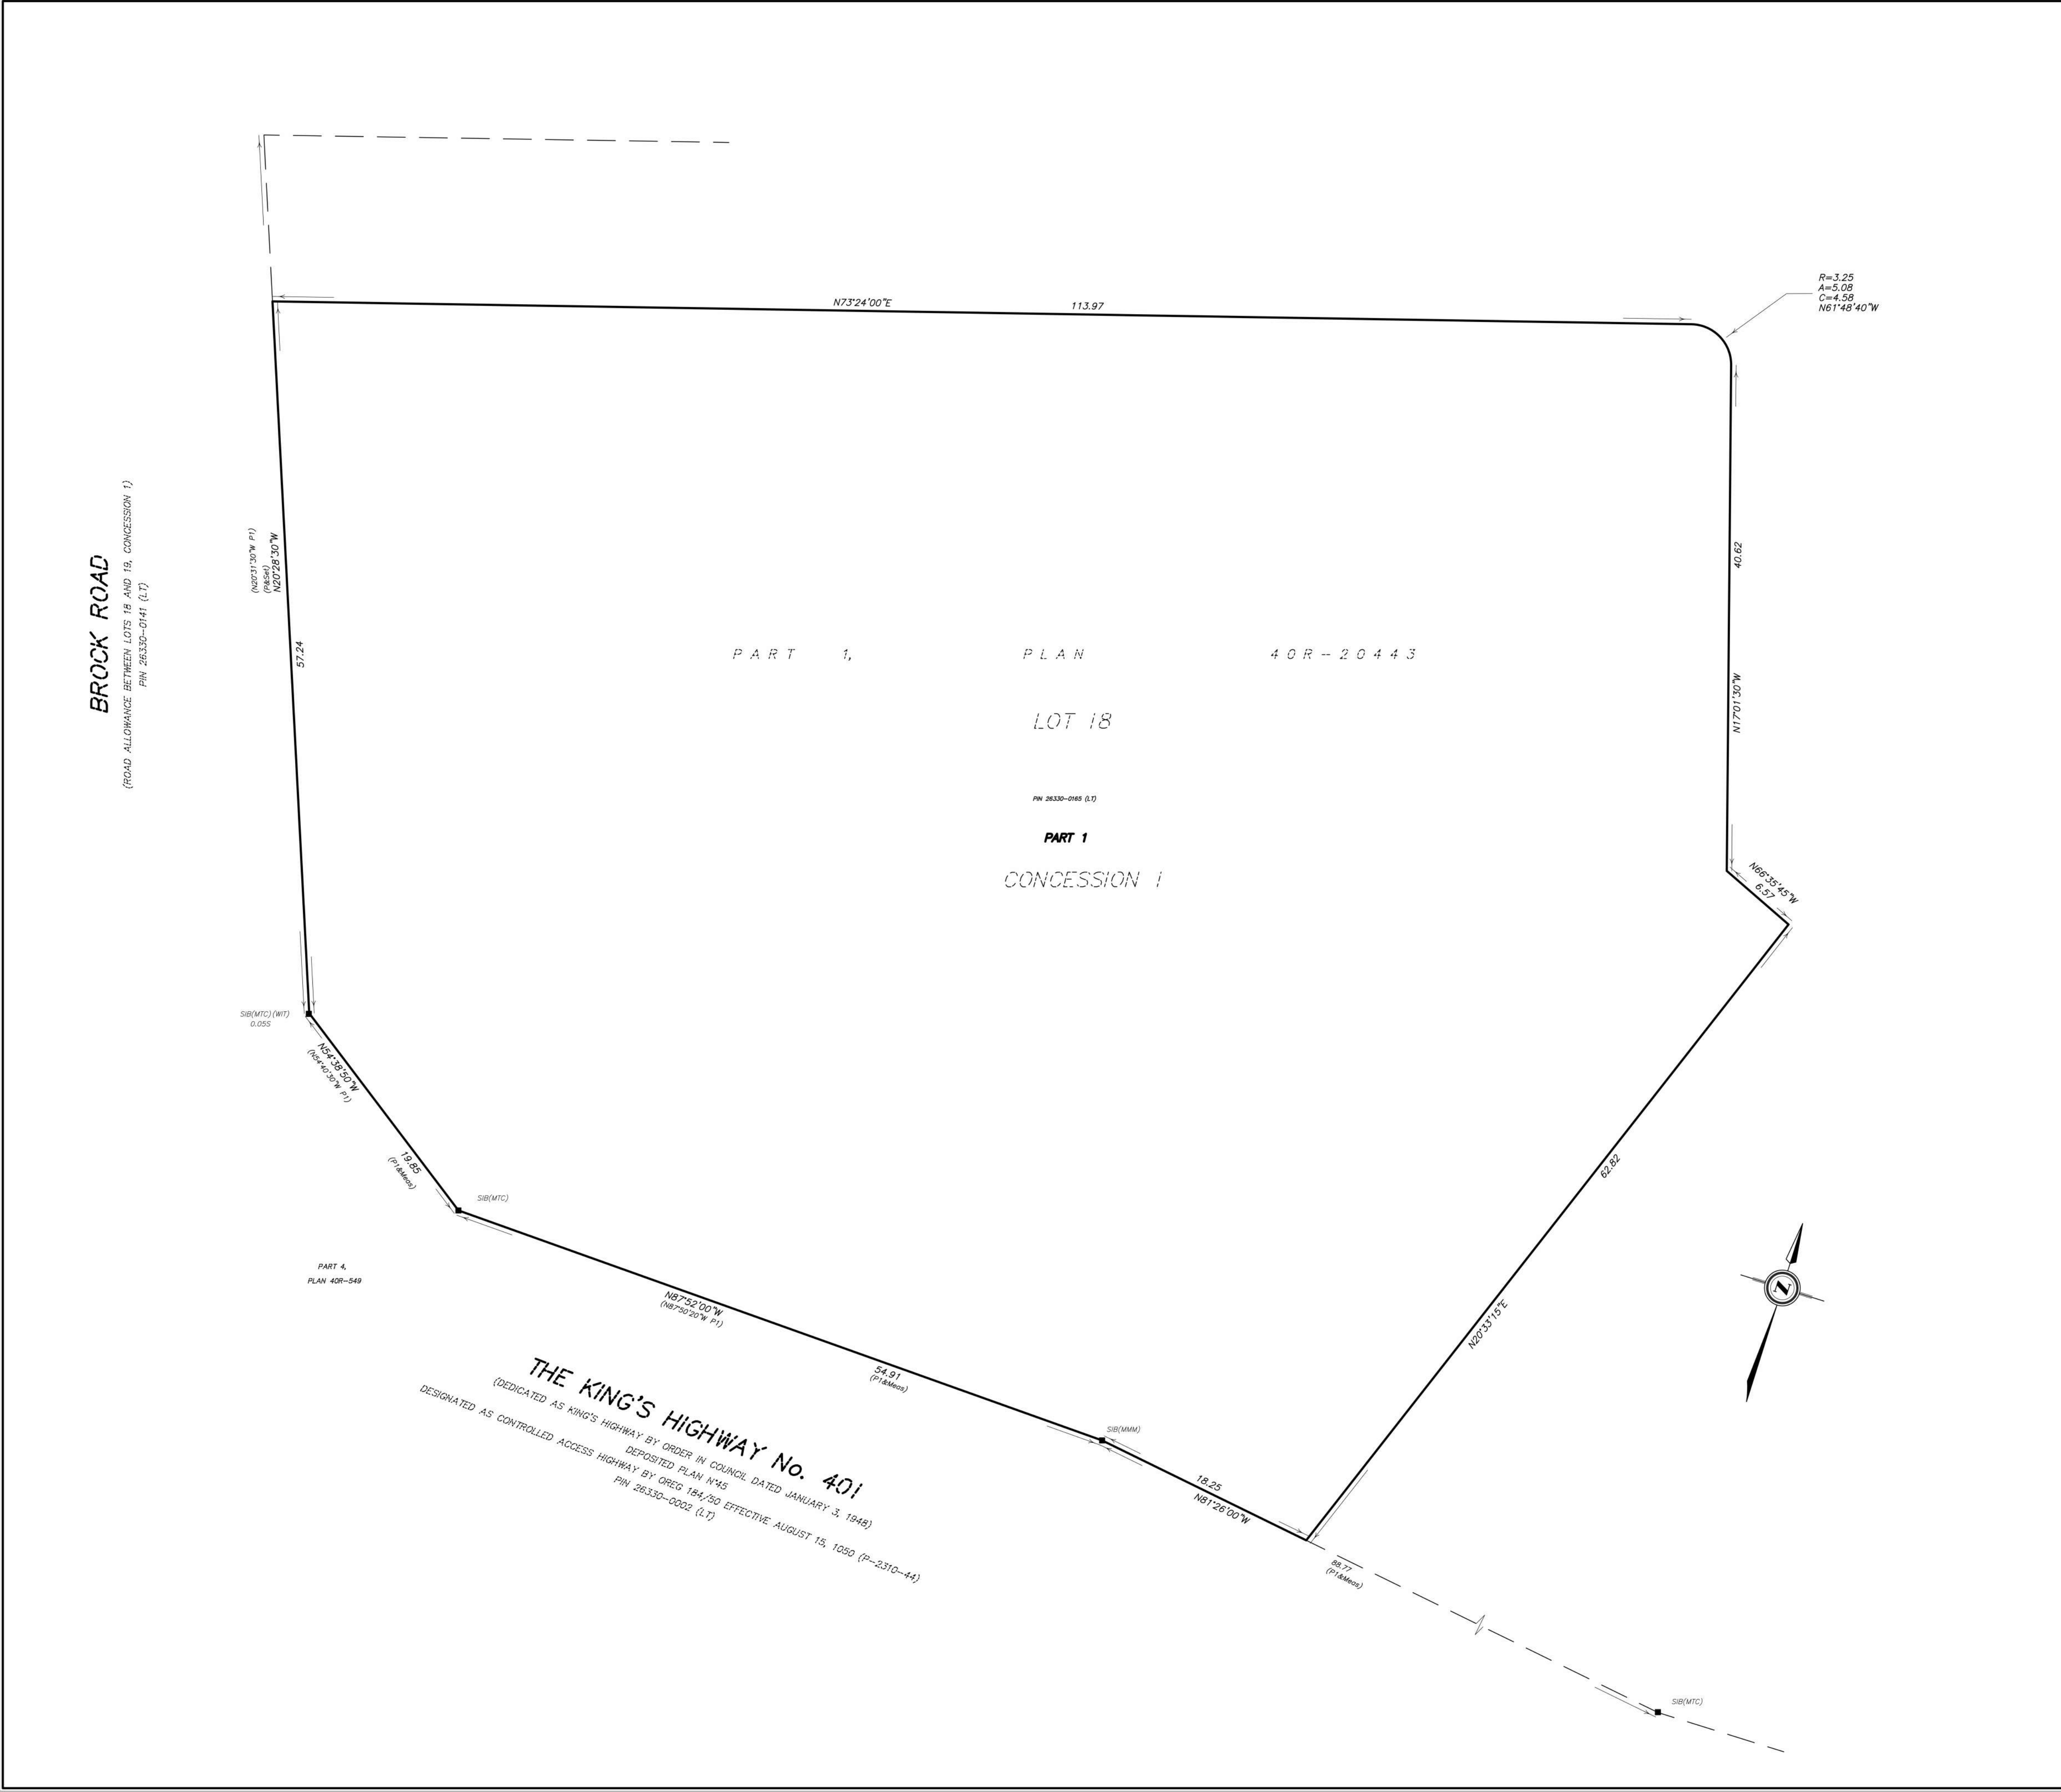 R=3.25
A=5.08
C=4.58
N61°48'40"W
N73°24'00"E
113.97
BROCK ROAD
(ROAD ALLOWANCE BETWEEN LOTS 18 AND 19, CONCESSION 1)
PIN 26330-0141 (LT)
(N20°31'30"W P1)
(P&Set)
N20°28'30"W
57.24
40.62
N17°01'30"W
PART 1, PLAN 40R-20443
LOT 18
PIN 26330-0165 (LT)
PART 1
CONCESSION 1
N66°35'45"W
6.57
SIB(MTC)(WIT)
0.05S
N54°38'50"W
(N54°40'30"W P1)
19.85
(P1&Meas)
SIB(MTC)
62.82
N20°33'15"E
PART 4,
PLAN 40R-549
N87°52'00"W
(N87°50'20"W P1)
54.91
(P1&Meas)
SIB(MMM)
18.25
N81°26'00"W
N
THE KING'S HIGHWAY No. 401
(DEDICATED AS KING'S HIGHWAY BY ORDER IN COUNCIL DATED JANUARY 3, 1948)
DEPOSITED PLAN N°45
DESIGNATED AS CONTROLLED ACCESS HIGHWAY BY OREG 184/50 EFFECTIVE AUGUST 15, 1050 (P-2310-44)
PIN 26330-0002 (LT)
88.77
(P1&Meas)
SIB(MTC)